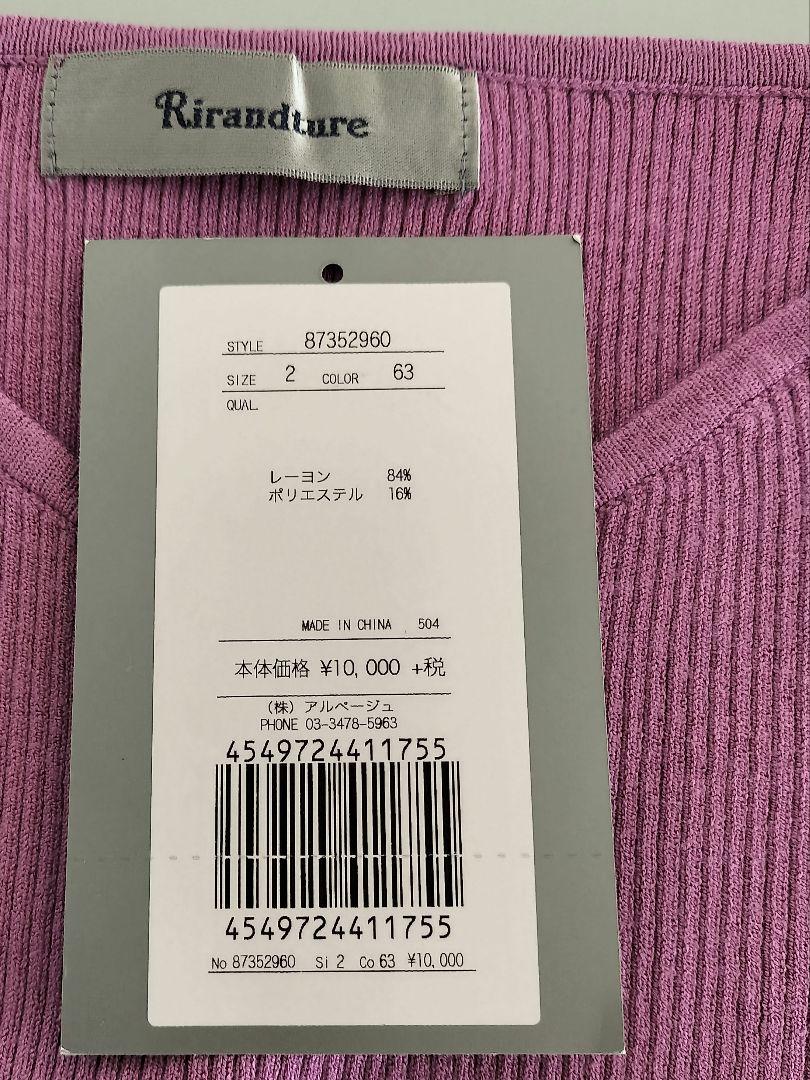 Rirandture
STYLE 87352960
SIZE 2 COLOR 63
QUAL.
レーヨン 84%
ポリエステル 16%
MADE IN CHINA 504
本体価格 ¥10,000 +税
(株) アルページュ
PHONE 03-3478-5963
4549724411755
4549724411755
No 87352960 Si 2 Co 63 ¥10,000